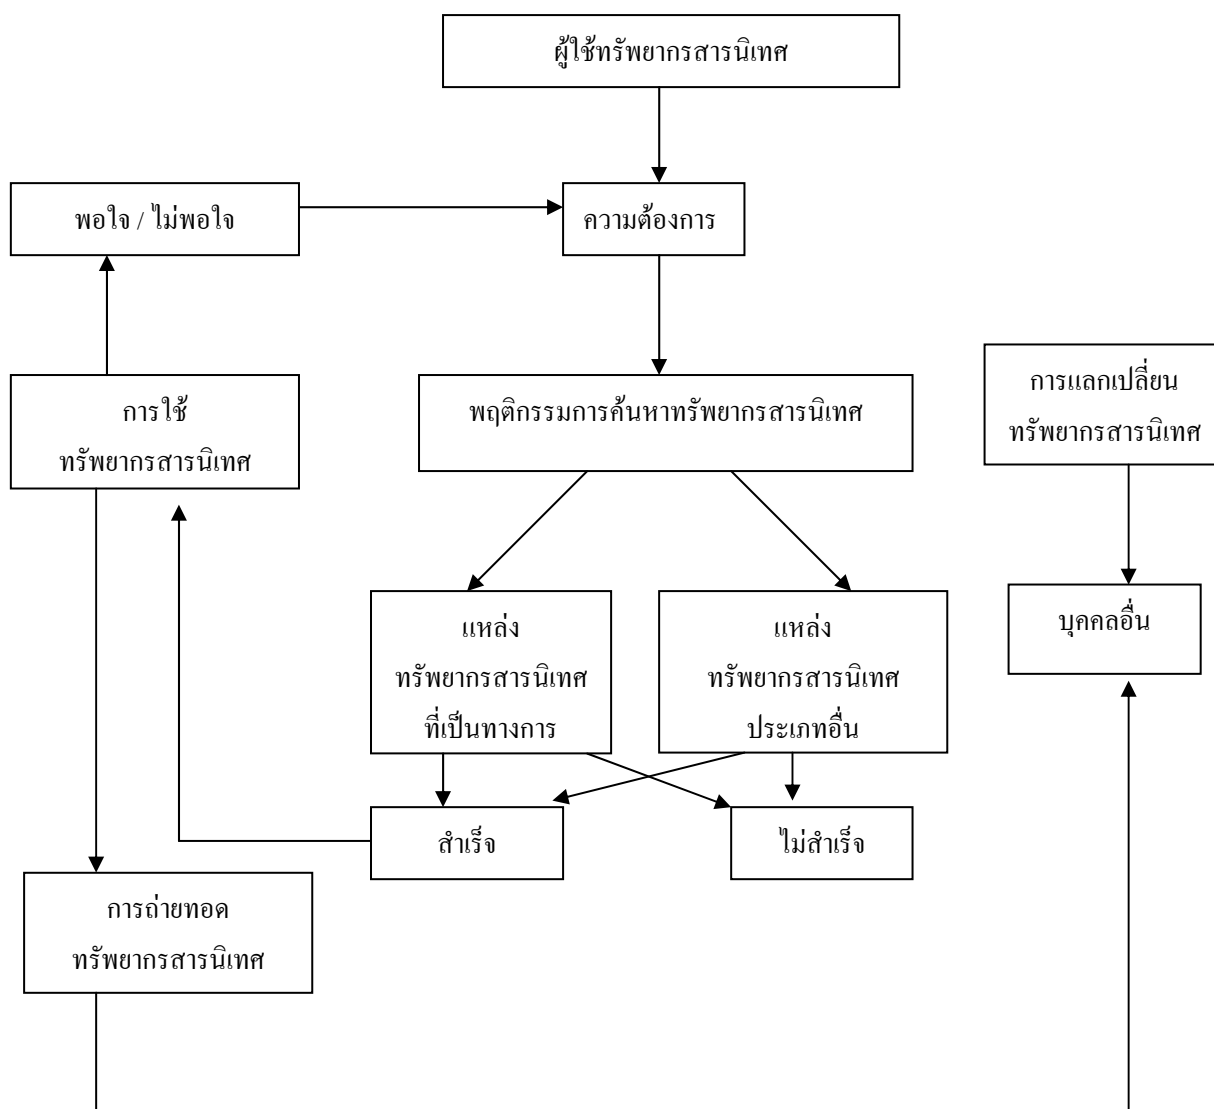 ผู้ใช้ทรัพยากรสารนิเทศ
พอใจ / ไม่พอใจ
ความต้องการ
การใช้
ทรัพยากรสารนิเทศ
พฤติกรรมการค้นหาทรัพยากรสารนิเทศ
การแลกเปลี่ยน
ทรัพยากรสารนิเทศ
แหล่ง
ทรัพยากรสารนิเทศ
ที่เป็นทางการ
แหล่ง
ทรัพยากรสารนิเทศ
ประเภทอื่น
บุคคลอื่น
สำเร็จ
ไม่สำเร็จ
การถ่ายทอด
ทรัพยากรสารนิเทศ